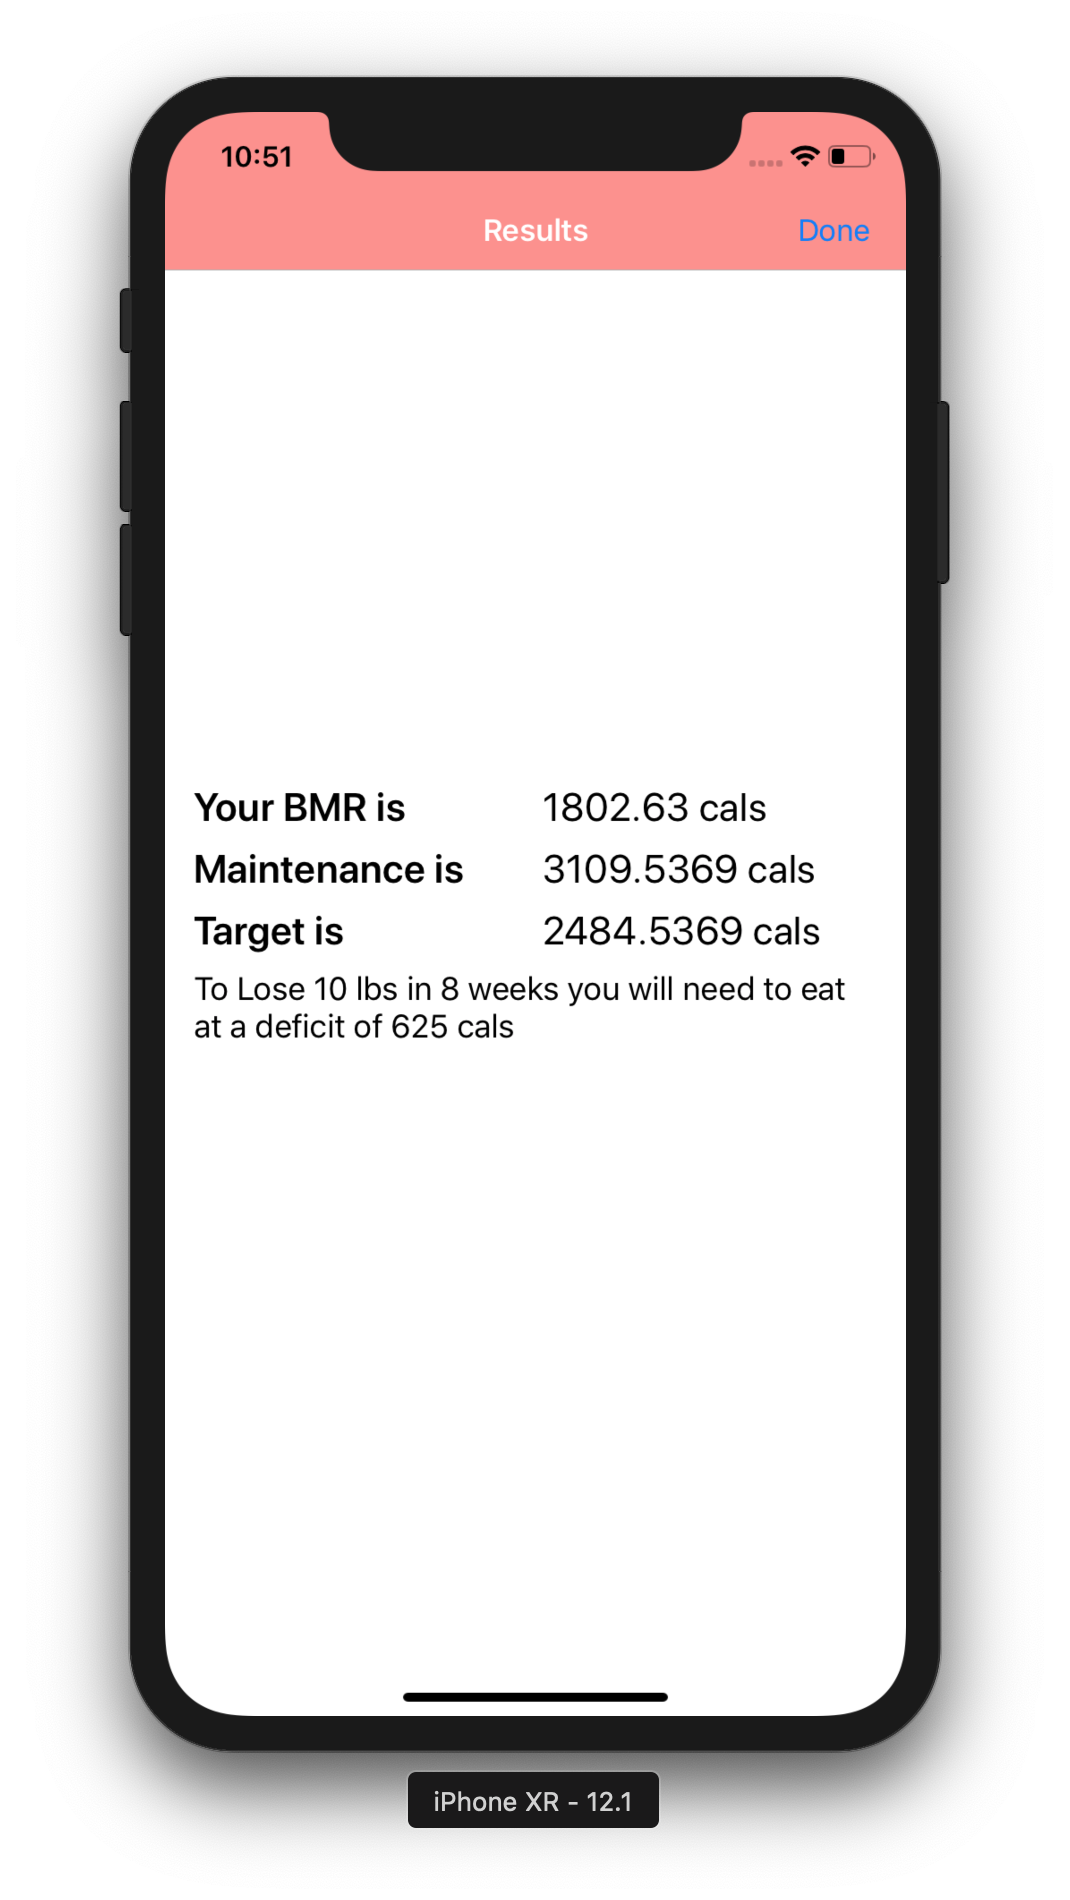 10:51
Results Done
Your BMR is 1802.63 cals
Maintenance is 3109.5369 cals
Target is 2484.5369 cals
To Lose 10 lbs in 8 weeks you will need to eat
at a deficit of 625 cals
iPhone XR - 12.1